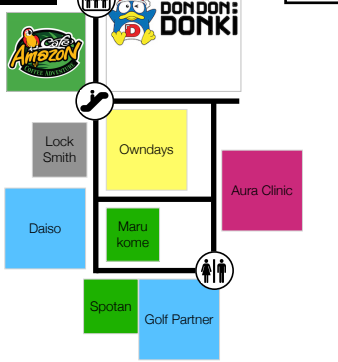 DON DON:
DONKI
D
Café
Amazon
COFFEE ADVENTURE
Lock
Smith
Owndays
Aura Clinic
Daiso
Maru
kome
Spotan
Golf Partner